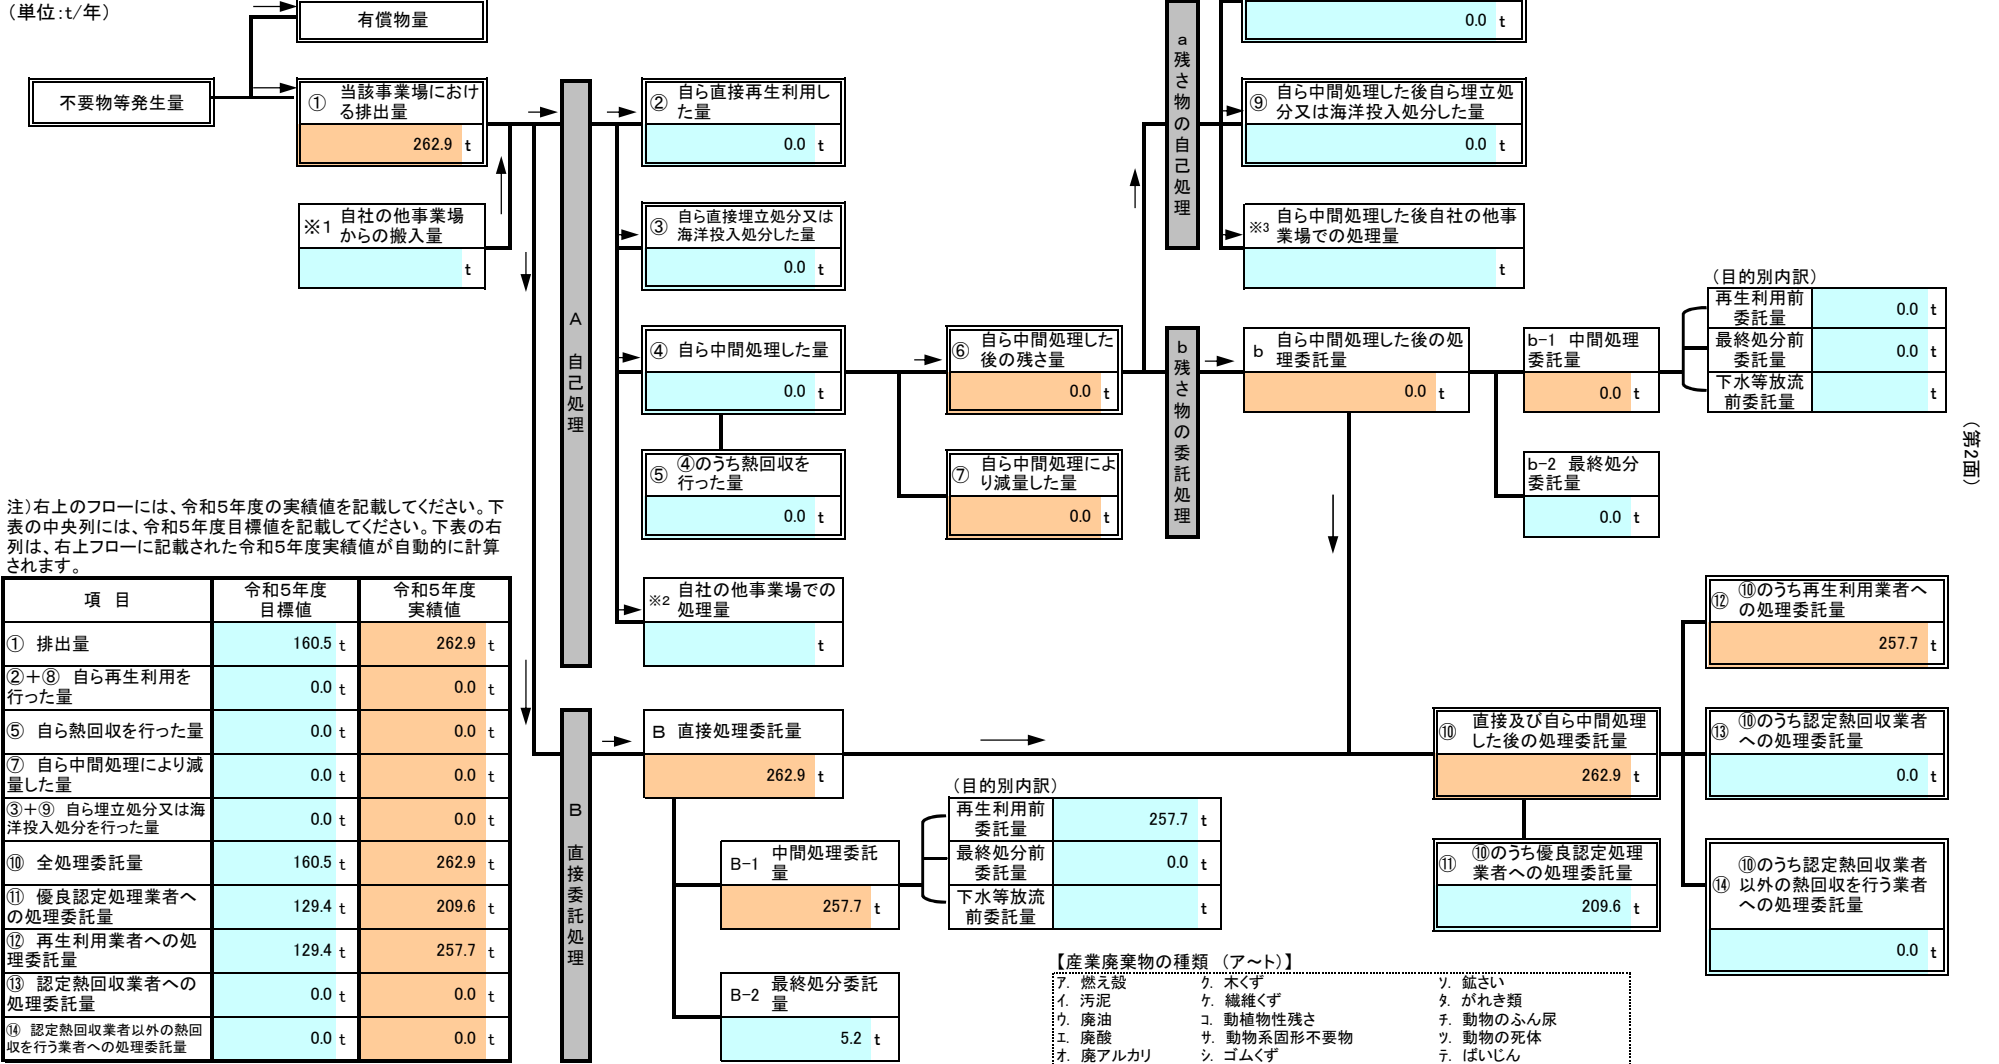 （単位:t/年）
有償物量
不要物等発生量
① 当該事業場におけ
る排出量
262.9 t
※1 自社の他事業場
からの搬入量
t
A
自己処理
② 自ら直接再生利用し
た量
0.0 t
③ 自ら直接埋立処分又は
海洋投入処分した量
0.0 t
④ 自ら中間処理した量
0.0 t
⑤ ④のうち熱回収を
行った量
0.0 t
※2 自社の他事業場での
処理量
t
⑥ 自ら中間処理した
後の残さ量
0.0 t
⑦ 自ら中間処理によ
り減量した量
0.0 t
a
残さ物の自己処理
0.0 t
⑨ 自ら中間処理した後自ら埋立処
分又は海洋投入処分した量
0.0 t
※3 自ら中間処理した後自社の他事
業場での処理量
t
b
残さ物の委託処理
b 自ら中間処理した後の処
理委託量
0.0 t
b-1 中間処理
委託量
0.0 t
b-2 最終処分
委託量
0.0 t
（目的別内訳）
再生利用前
委託量
0.0 t
最終処分前
委託量
0.0 t
下水等放流
前委託量
t
（第2面）
注）右上のフローには、令和5年度の実績値を記載してください。下
表の中央列には、令和5年度目標値を記載してください。下表の右
列は、右上フローに記載された令和5年度実績値が自動的に計算
されます。
項 目
令和5年度
目標値
令和5年度
実績値
① 排出量
160.5 t 262.9 t
②＋⑧ 自ら再生利用を
行った量
0.0 t 0.0 t
⑤ 自ら熱回収を行った量
0.0 t 0.0 t
⑦ 自ら中間処理により減
量した量
0.0 t 0.0 t
③＋⑨ 自ら埋立処分又は海
洋投入処分を行った量
0.0 t 0.0 t
⑩ 全処理委託量
160.5 t 262.9 t
⑪ 優良認定処理業者へ
の処理委託量
129.4 t 209.6 t
⑫ 再生利用業者への処
理委託量
129.4 t 257.7 t
⑬ 認定熱回収業者への
処理委託量
0.0 t 0.0 t
⑭ 認定熱回収業者以外の熱回
収を行う業者への処理委託量
0.0 t 0.0 t
B
直接委託処理
B 直接処理委託量
262.9 t
B-1 中間処理委託
量
257.7 t
B-2 最終処分委託
量
5.2 t
（目的別内訳）
再生利用前
委託量
257.7 t
最終処分前
委託量
0.0 t
下水等放流
前委託量
t
⑩ 直接及び自ら中間処理
した後の処理委託量
262.9 t
⑪ ⑩のうち優良認定処理
業者への処理委託量
209.6 t
⑫ ⑩のうち再生利用業者へ
の処理委託量
257.7 t
⑬ ⑩のうち認定熱回収業者
への処理委託量
0.0 t
⑭ ⑩のうち認定熱回収業者
以外の熱回収を行う業者
への処理委託量
0.0 t
【産業廃棄物の種類 （ア～ト）】
ア. 燃え殻 ク. 木くず ソ. 鉱さい
イ. 汚泥 ケ. 繊維くず タ. がれき類
ウ. 廃油 コ. 動植物性残さ チ. 動物のふん尿
エ. 廃酸 サ. 動物系固形不要物 ツ. 動物の死体
オ. 廃アルカリ シ. ゴムくず テ. ばいじん